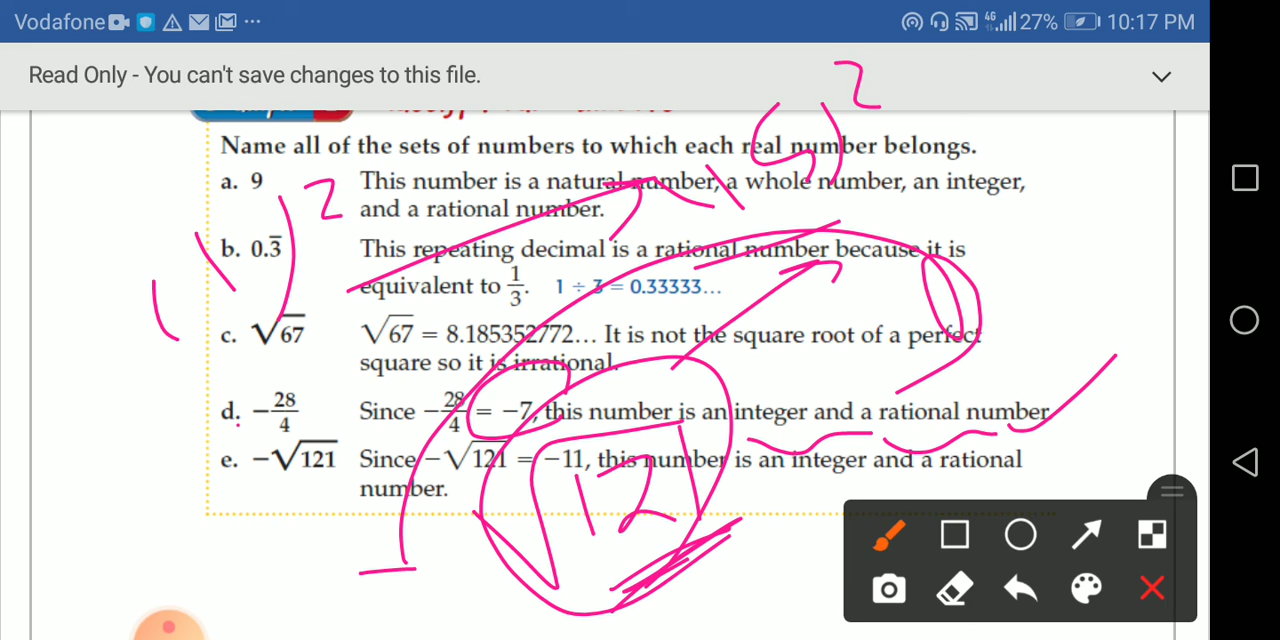 Vodafone 4G 27% 10:17 PM
Read Only - You can't save changes to this file.
Name all of the sets of numbers to which each real number belongs.
a. 9 This number is a natural number, a whole number, an integer,
and a rational number.
b. 0.3̅ This repeating decimal is a rational number because it is
equivalent to 1/3. 1 ÷ 3 = 0.33333...
c. √67 √67 = 8.185352772... It is not the square root of a perfect
square so it is irrational.
d. −28/4 Since −28/4 = −7, this number is an integer and a rational number
e. −√121 Since −√121 = −11, this number is an integer and a rational
number.
2
2
√121